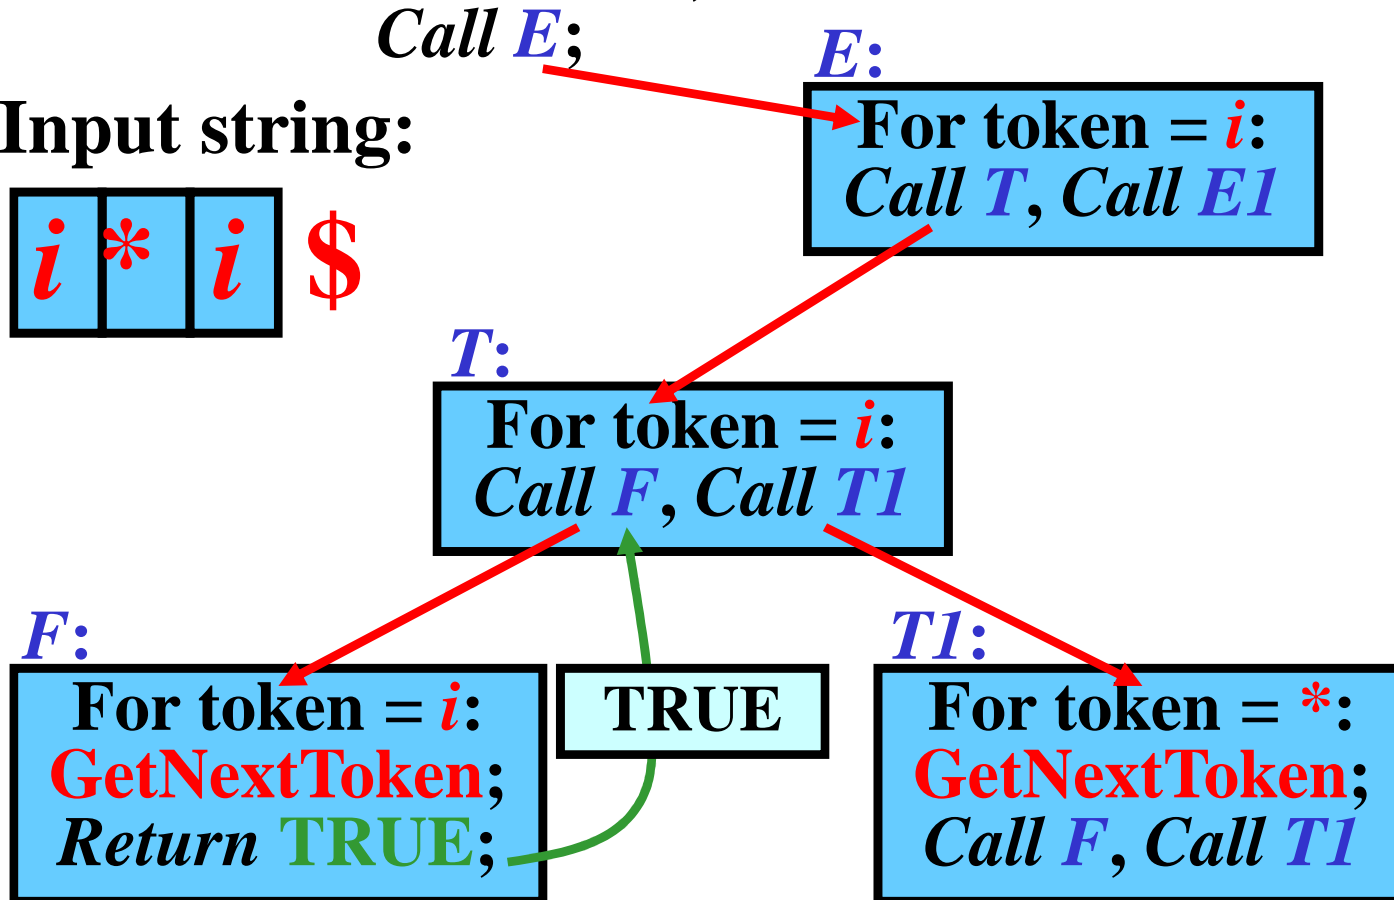 Call E;
E:
Input string:
For token = i:
Call T, Call E1
i * i $
T:
For token = i:
Call F, Call T1
F:
T1:
For token = i:
GetNextToken;
Return TRUE;
TRUE
For token = *:
GetNextToken;
Call F, Call T1